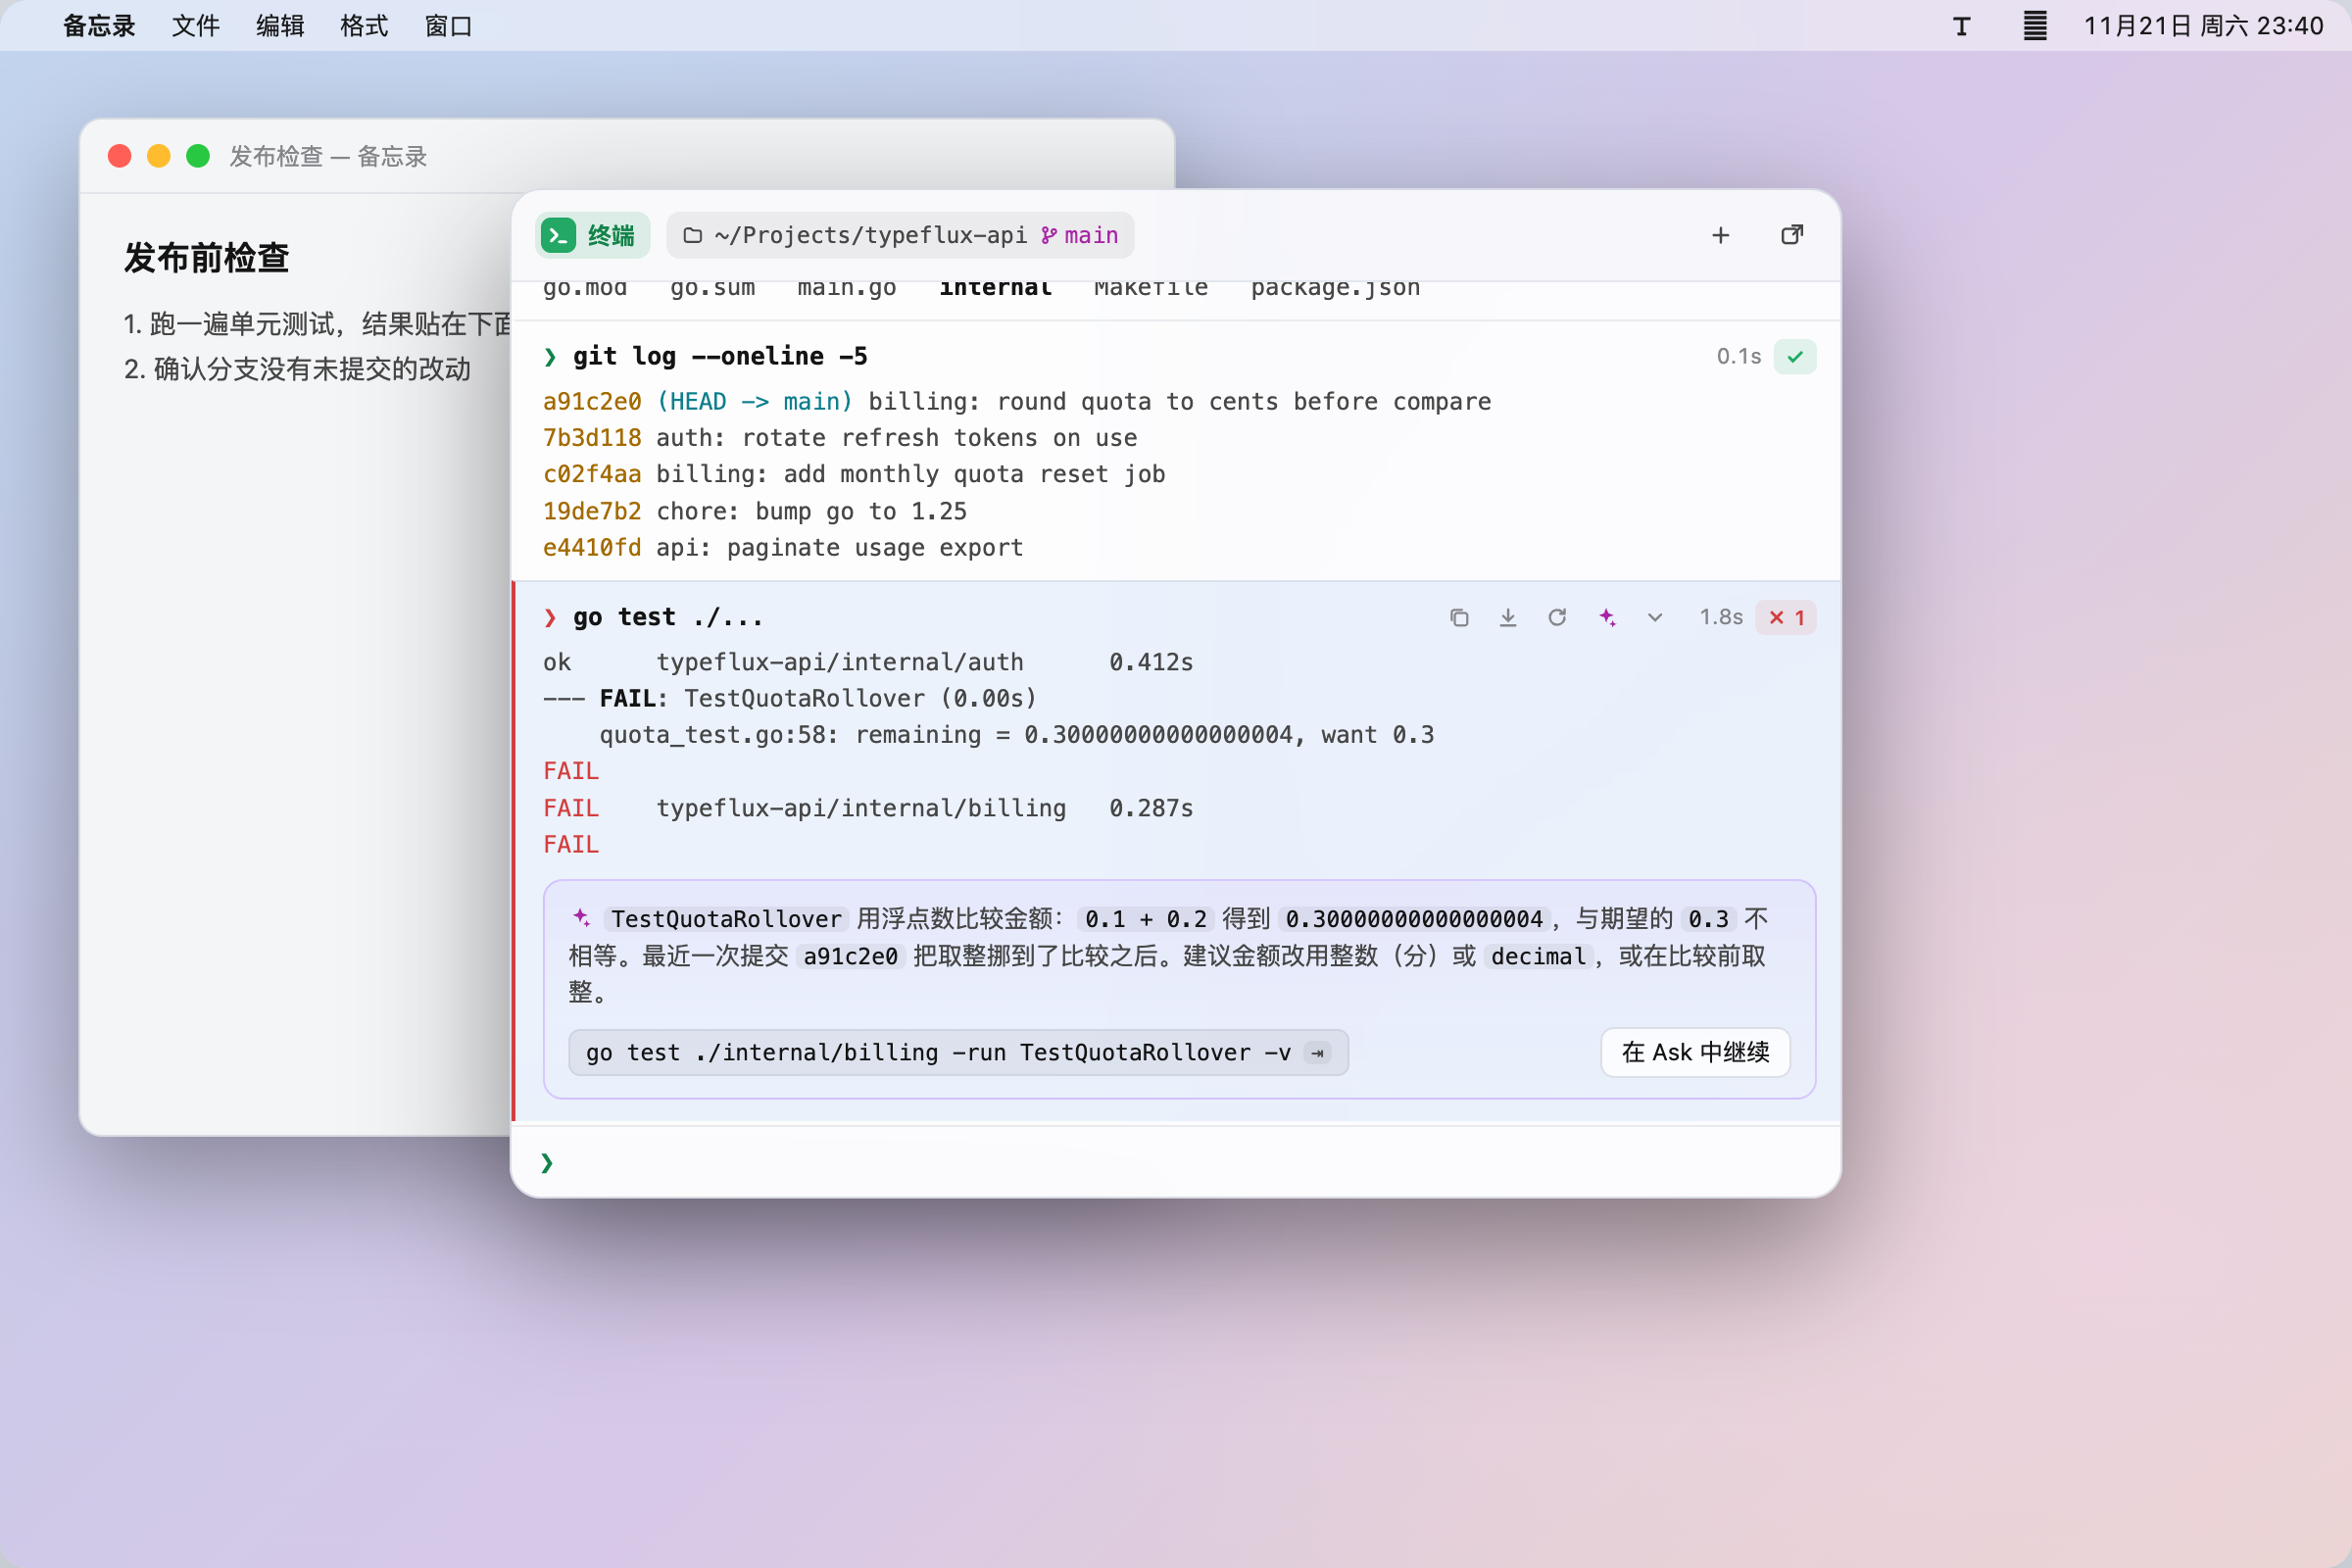 备忘录 文件 编辑 格式 窗口 11月21日 周六 23:40
发布检查 — 备忘录
发布前检查
1. 跑一遍单元测试，结果贴在下面
2. 确认分支没有未提交的改动
终端 ~/Projects/typeflux-api main
go.mod go.sum main.go internal Makefile package.json
❯ git log --oneline -5 0.1s
a91c2e0 (HEAD -> main) billing: round quota to cents before compare
7b3d118 auth: rotate refresh tokens on use
c02f4aa billing: add monthly quota reset job
19de7b2 chore: bump go to 1.25
e4410fd api: paginate usage export
❯ go test ./... 1.8s ✕ 1
ok typeflux-api/internal/auth 0.412s
--- FAIL: TestQuotaRollover (0.00s)
quota_test.go:58: remaining = 0.30000000000000004, want 0.3
FAIL
FAIL typeflux-api/internal/billing 0.287s
FAIL
TestQuotaRollover 用浮点数比较金额：0.1 + 0.2 得到 0.30000000000000004，与期望的 0.3 不
相等。最近一次提交 a91c2e0 把取整挪到了比较之后。建议金额改用整数（分）或 decimal，或在比较前取
整。
go test ./internal/billing -run TestQuotaRollover -v ⇥ 在 Ask 中继续
❯